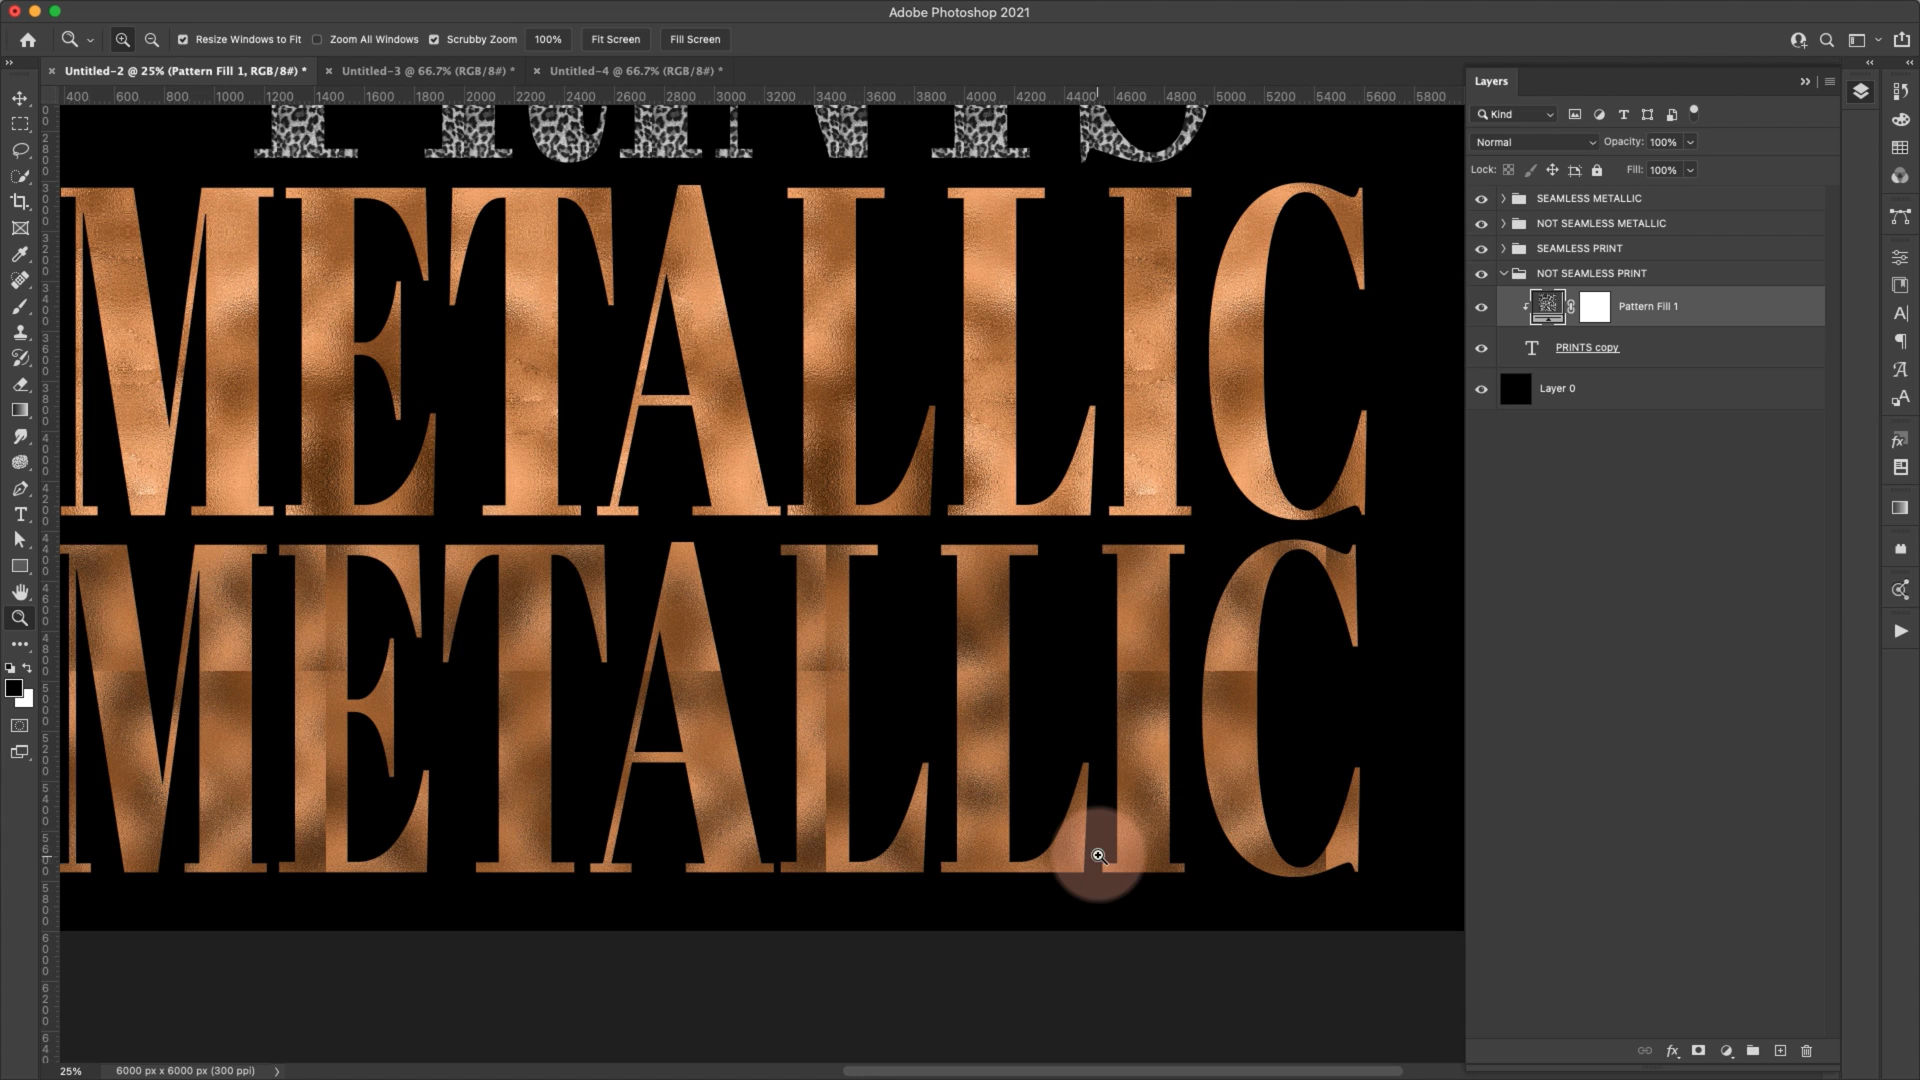 Adobe Photoshop 2021
Resize Windows to Fit Zoom All Windows Scrubby Zoom 100% Fit Screen Fill Screen
Untitled-2 @ 25% (Pattern Fill 1, RGB/8#) * Untitled-3 @ 66.7% (RGB/8#) * Untitled-4 @ 66.7% (RGB/8#) *
400 600 800 1000 1200 1400 1600 1800 2000 2200 2400 2600 2800 3000 3200 3400 3600 3800 4000 4200 4400 4600 4800 5000 5200 5400 5600 5800
Layers
Kind
Normal Opacity: 100%
Lock: Fill: 100%
SEAMLESS METALLIC
NOT SEAMLESS METALLIC
SEAMLESS PRINT
NOT SEAMLESS PRINT
Pattern Fill 1
PRINTS copy
Layer 0
PRINTS
METALLIC
METALLIC
25% 6000 px x 6000 px (300 ppi)